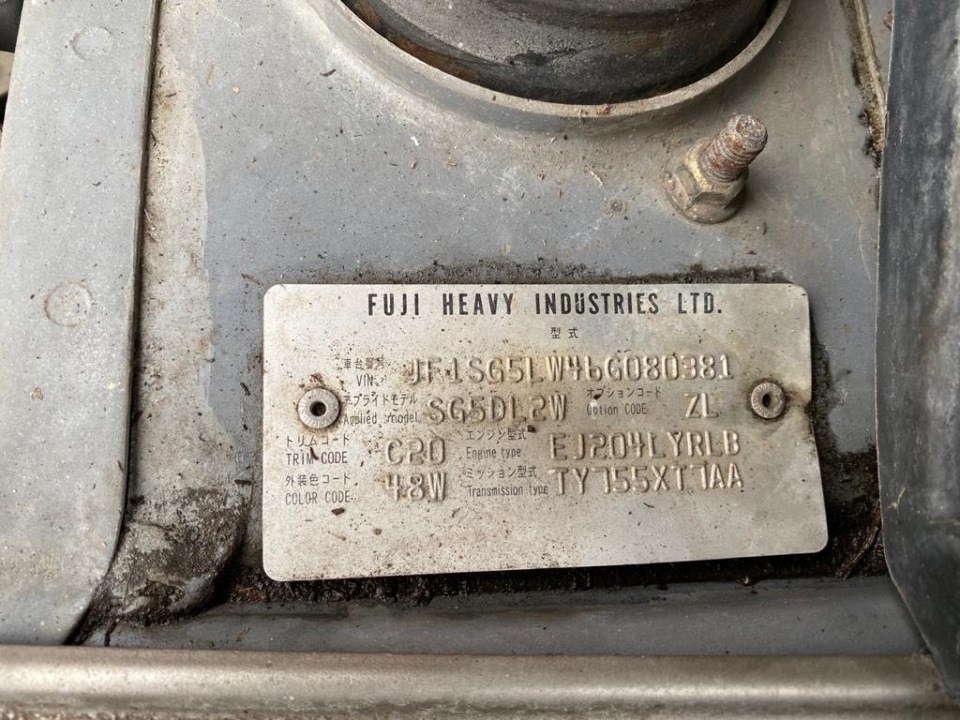 FUJI HEAVY INDUSTRIES LTD.
型式
車台番号 VIN JF1SG5LW46G080381
アプライドモデル Applied model SG5DL2W オプションコード Option CODE ZL
トリムコード TRIM CODE C20 エンジン型式 Engine type EJ204LYRLB
外装色コード COLOR CODE 48W ミッション型式 Transmission type TY755XT7AA